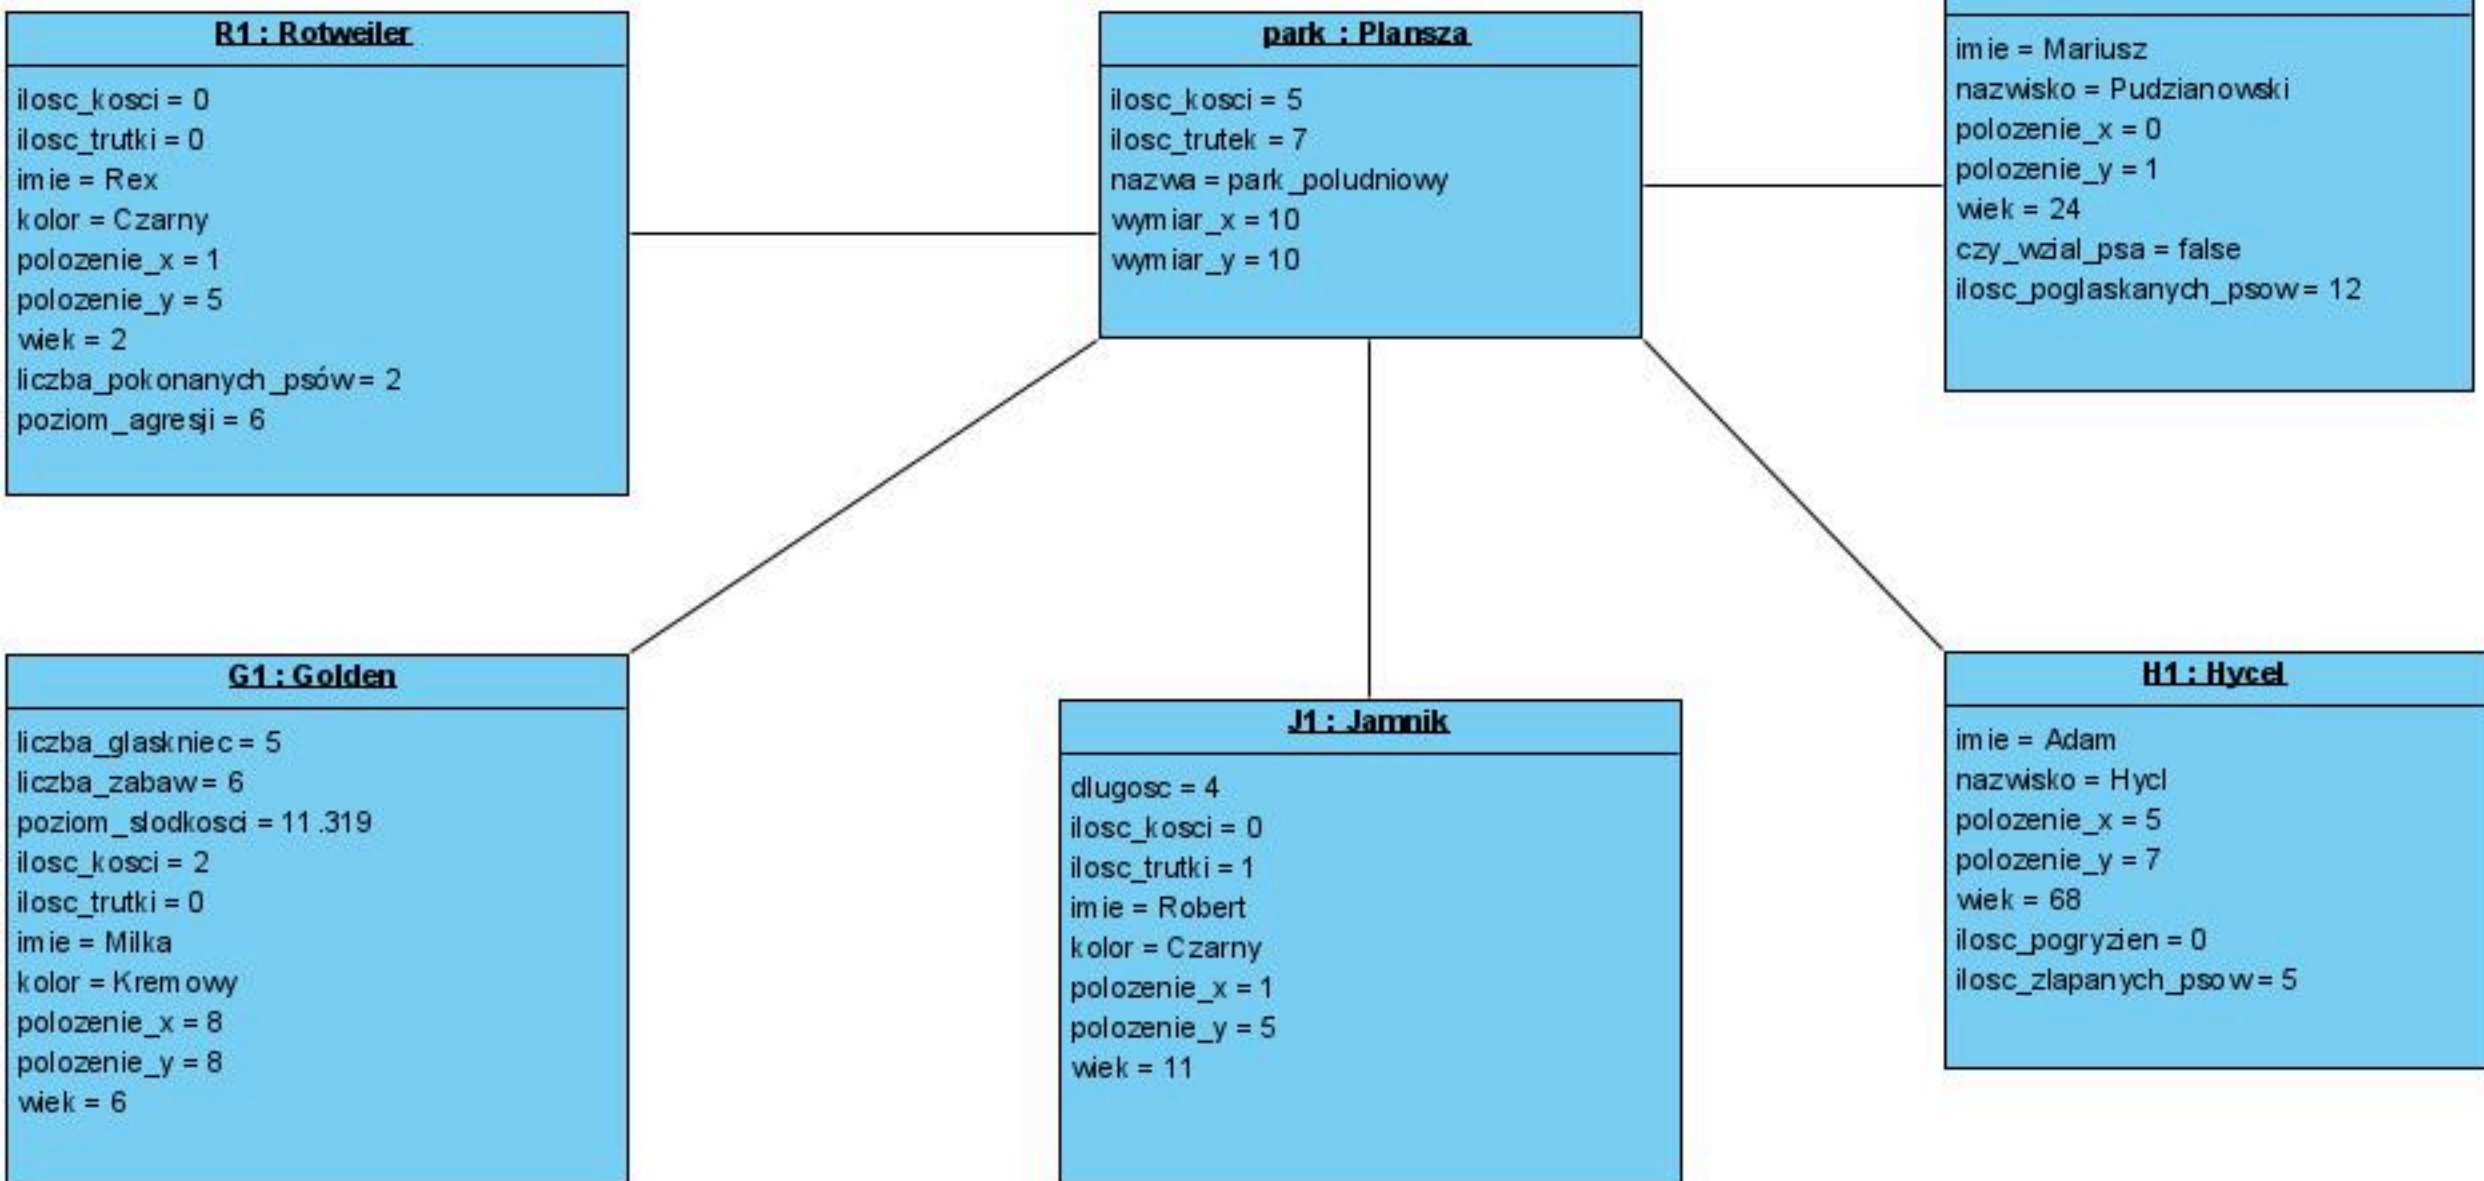 R1 : Rotweiler
ilosc_kosci = 0
ilosc_trutki = 0
imie = Rex
kolor = Czarny
polozenie_x = 1
polozenie_y = 5
wiek = 2
liczba_pokonanych_psów = 2
poziom_agresji = 6
park : Plansza
ilosc_kosci = 5
ilosc_trutek = 7
nazwa = park_poludniowy
wymiar_x = 10
wymiar_y = 10
imie = Mariusz
nazwisko = Pudzianowski
polozenie_x = 0
polozenie_y = 1
wiek = 24
czy_wzial_psa = false
ilosc_poglaskanych_psow = 12
G1 : Golden
liczba_glaskniec = 5
liczba_zabaw = 6
poziom_slodkosci = 11.319
ilosc_kosci = 2
ilosc_trutki = 0
imie = Milka
kolor = Kremowy
polozenie_x = 8
polozenie_y = 8
wiek = 6
J1 : Jamnik
dlugosc = 4
ilosc_kosci = 0
ilosc_trutki = 1
imie = Robert
kolor = Czarny
polozenie_x = 1
polozenie_y = 5
wiek = 11
H1 : Hycel
imie = Adam
nazwisko = Hycl
polozenie_x = 5
polozenie_y = 7
wiek = 68
ilosc_pogryzien = 0
ilosc_zlapanych_psow = 5